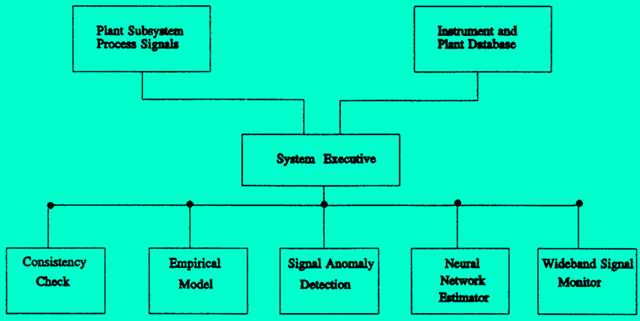 Plant Subsystem
Process Signals
Instrument and
Plant Database
System Executive
Consistency
Check
Empirical
Model
Signal Anomaly
Detection
Neural
Network
Estimator
Wideband Signal
Monitor